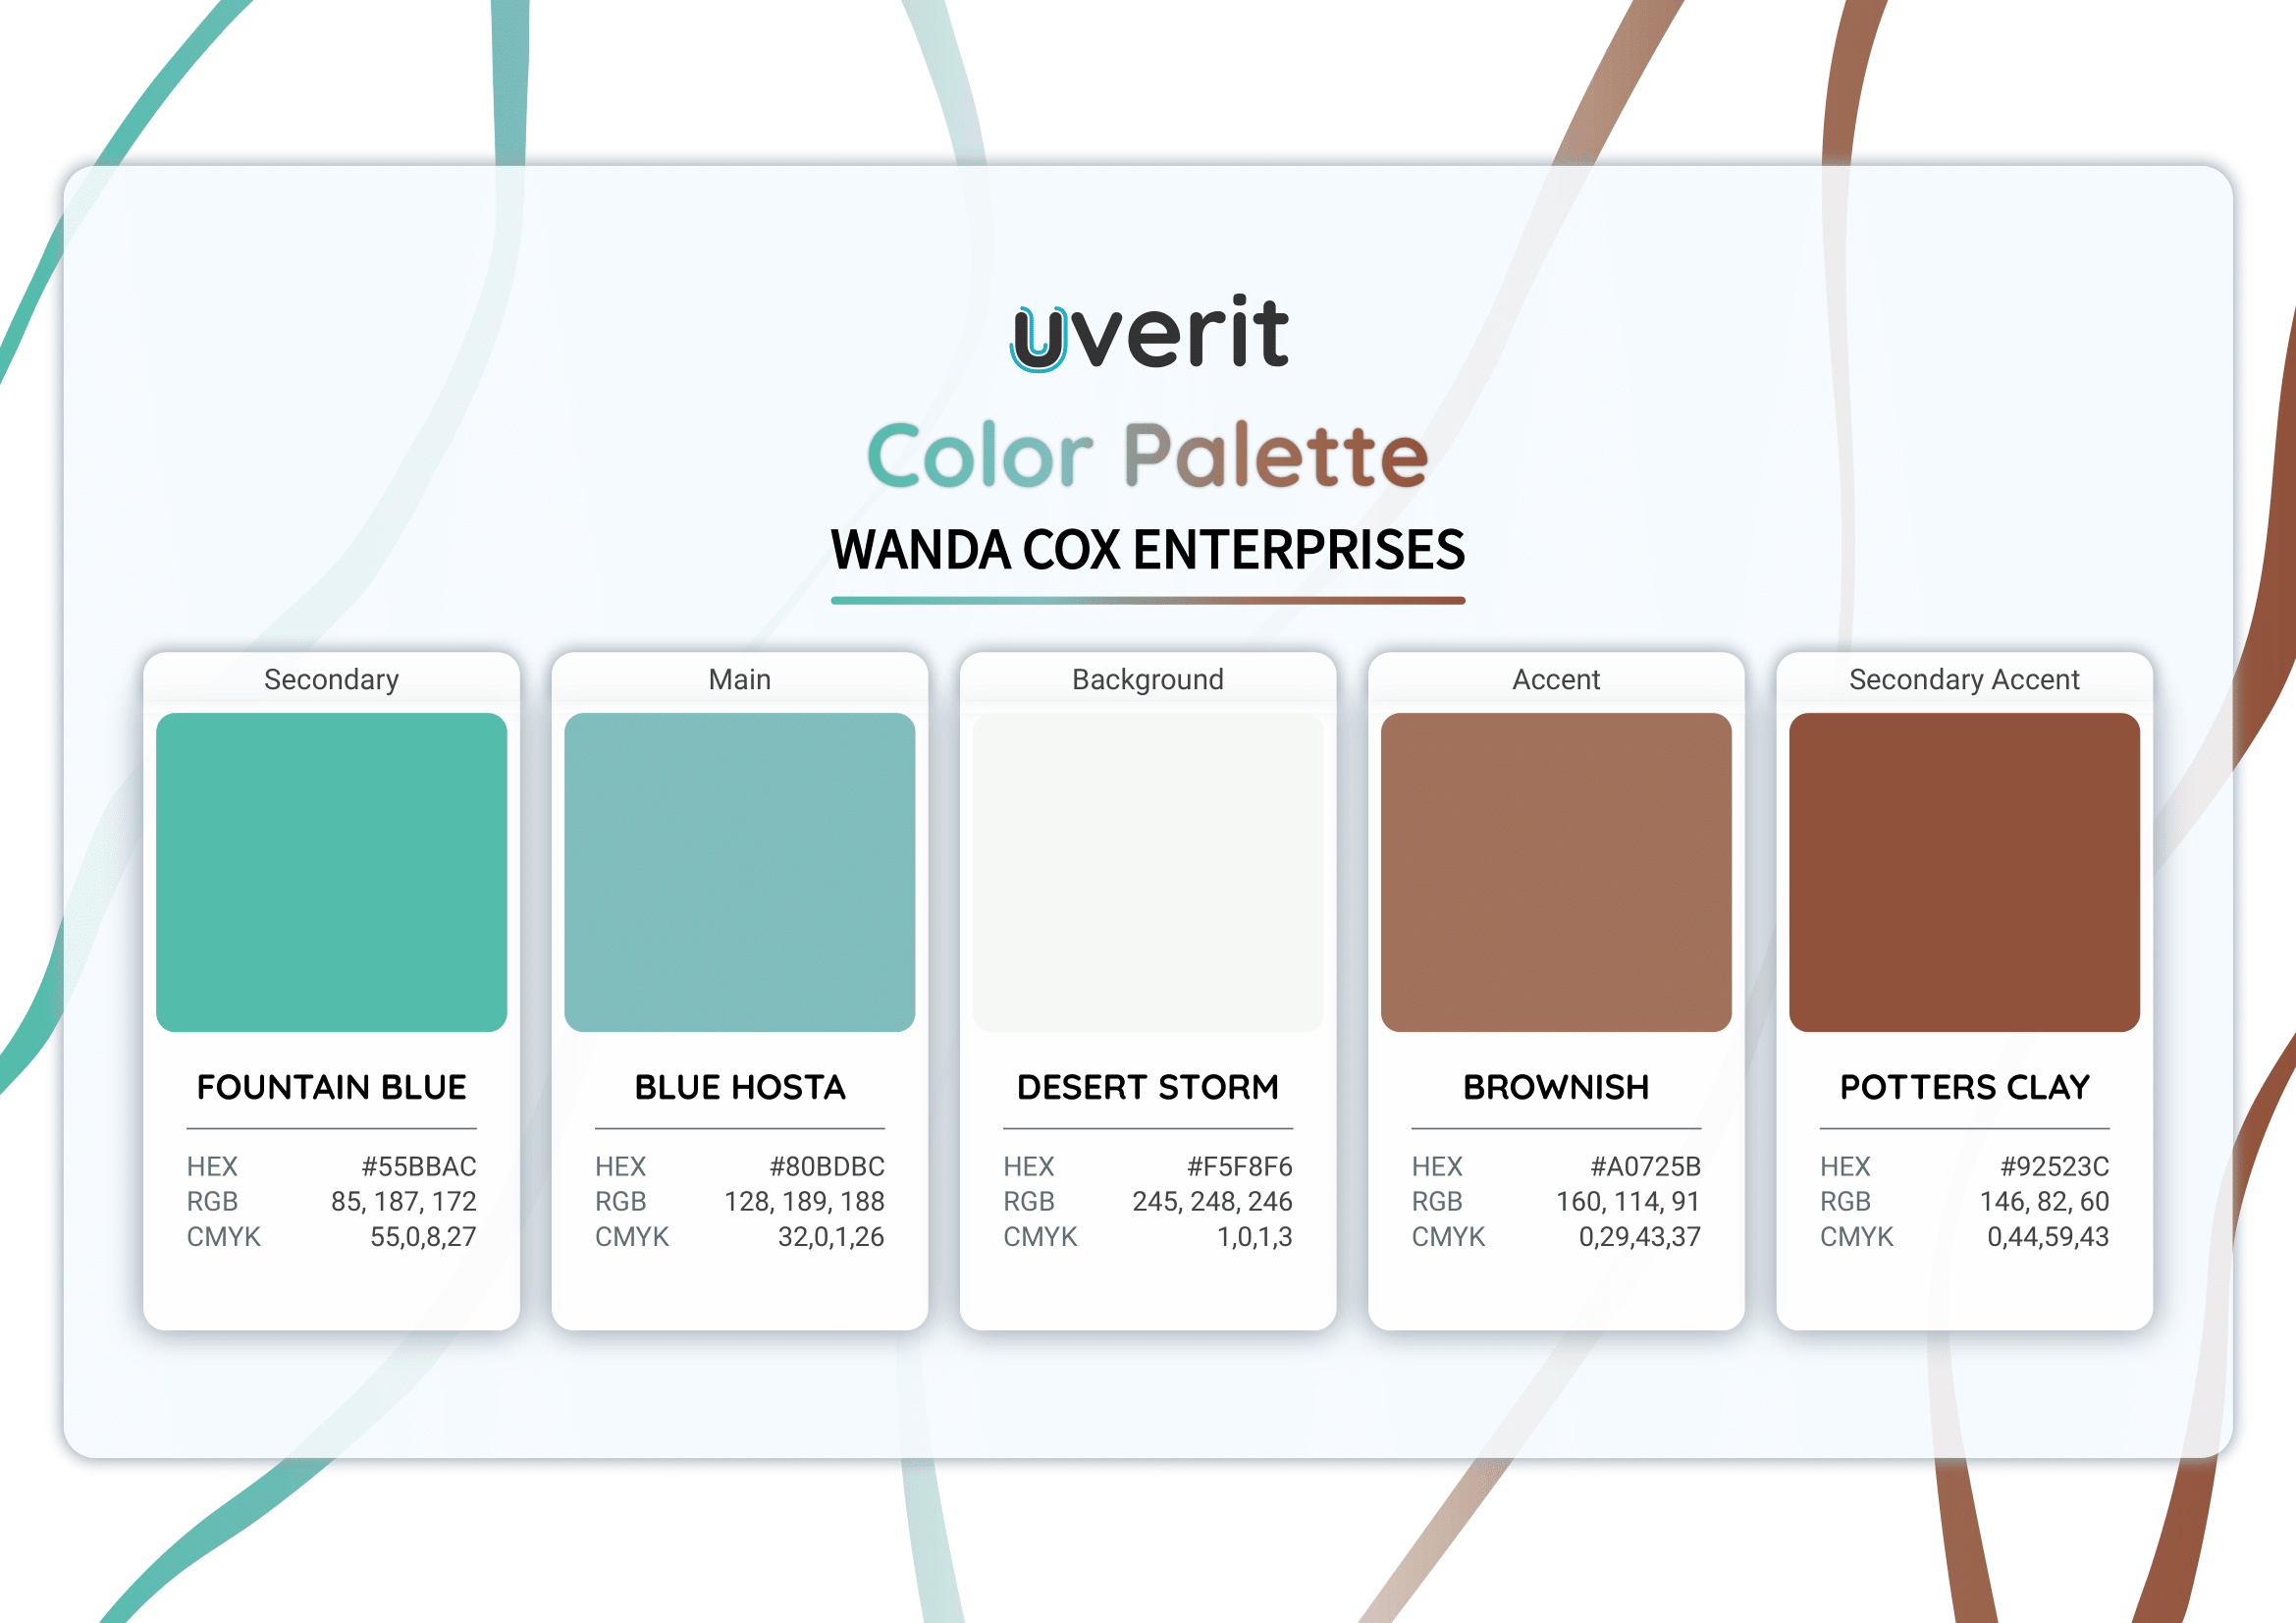 uverit
Color Palette
WANDA COX ENTERPRISES
Secondary
FOUNTAIN BLUE
HEX #55BBAC
RGB 85, 187, 172
CMYK 55,0,8,27
Main
BLUE HOSTA
HEX #80BDBC
RGB 128, 189, 188
CMYK 32,0,1,26
Background
DESERT STORM
HEX #F5F8F6
RGB 245, 248, 246
CMYK 1,0,1,3
Accent
BROWNISH
HEX #A0725B
RGB 160, 114, 91
CMYK 0,29,43,37
Secondary Accent
POTTERS CLAY
HEX #92523C
RGB 146, 82, 60
CMYK 0,44,59,43